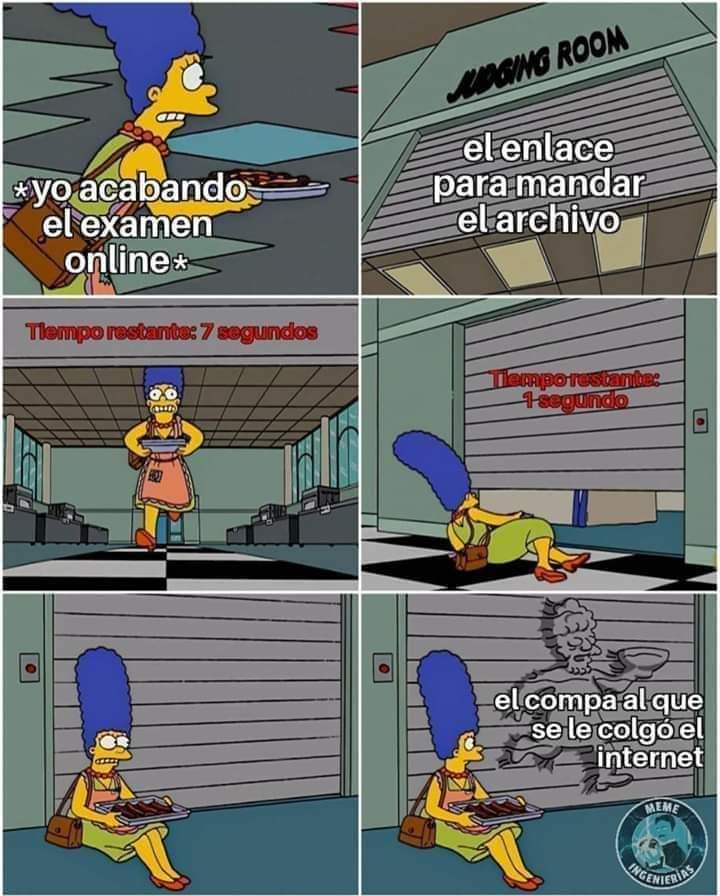 *yo acabando
el examen
online*
JUDGING ROOM
el enlace
para mandar
el archivo
Tiempo restante: 7 segundos
Tiempo restante:
1 segundo
el compa al que
se le colgó el
internet
MEME
INGENIERÍAS